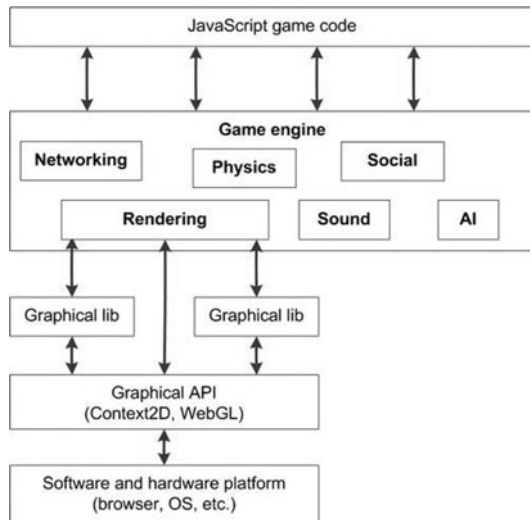 JavaScript game code
Game engine
Networking
Physics
Social
Rendering
Sound
AI
Graphical lib
Graphical lib
Graphical API
(Context2D, WebGL)
Software and hardware platform
(browser, OS, etc.)